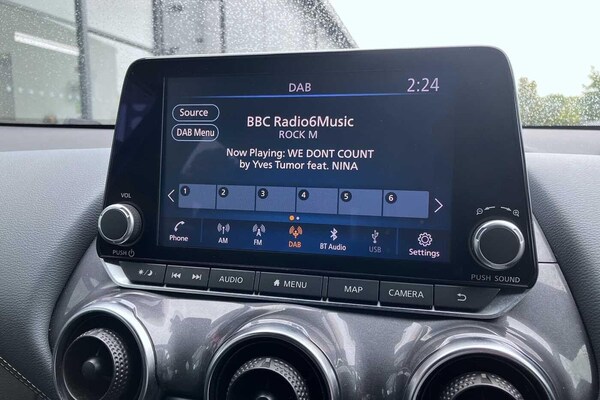 DAB 2:24
Source
DAB Menu
BBC Radio6Music
ROCK M
Now Playing: WE DONT COUNT
by Yves Tumor feat. NINA
1 2 3 4 5 6
Phone AM FM DAB BT Audio USB Settings
VOL
PUSH
PUSH SOUND
AUDIO MENU MAP CAMERA